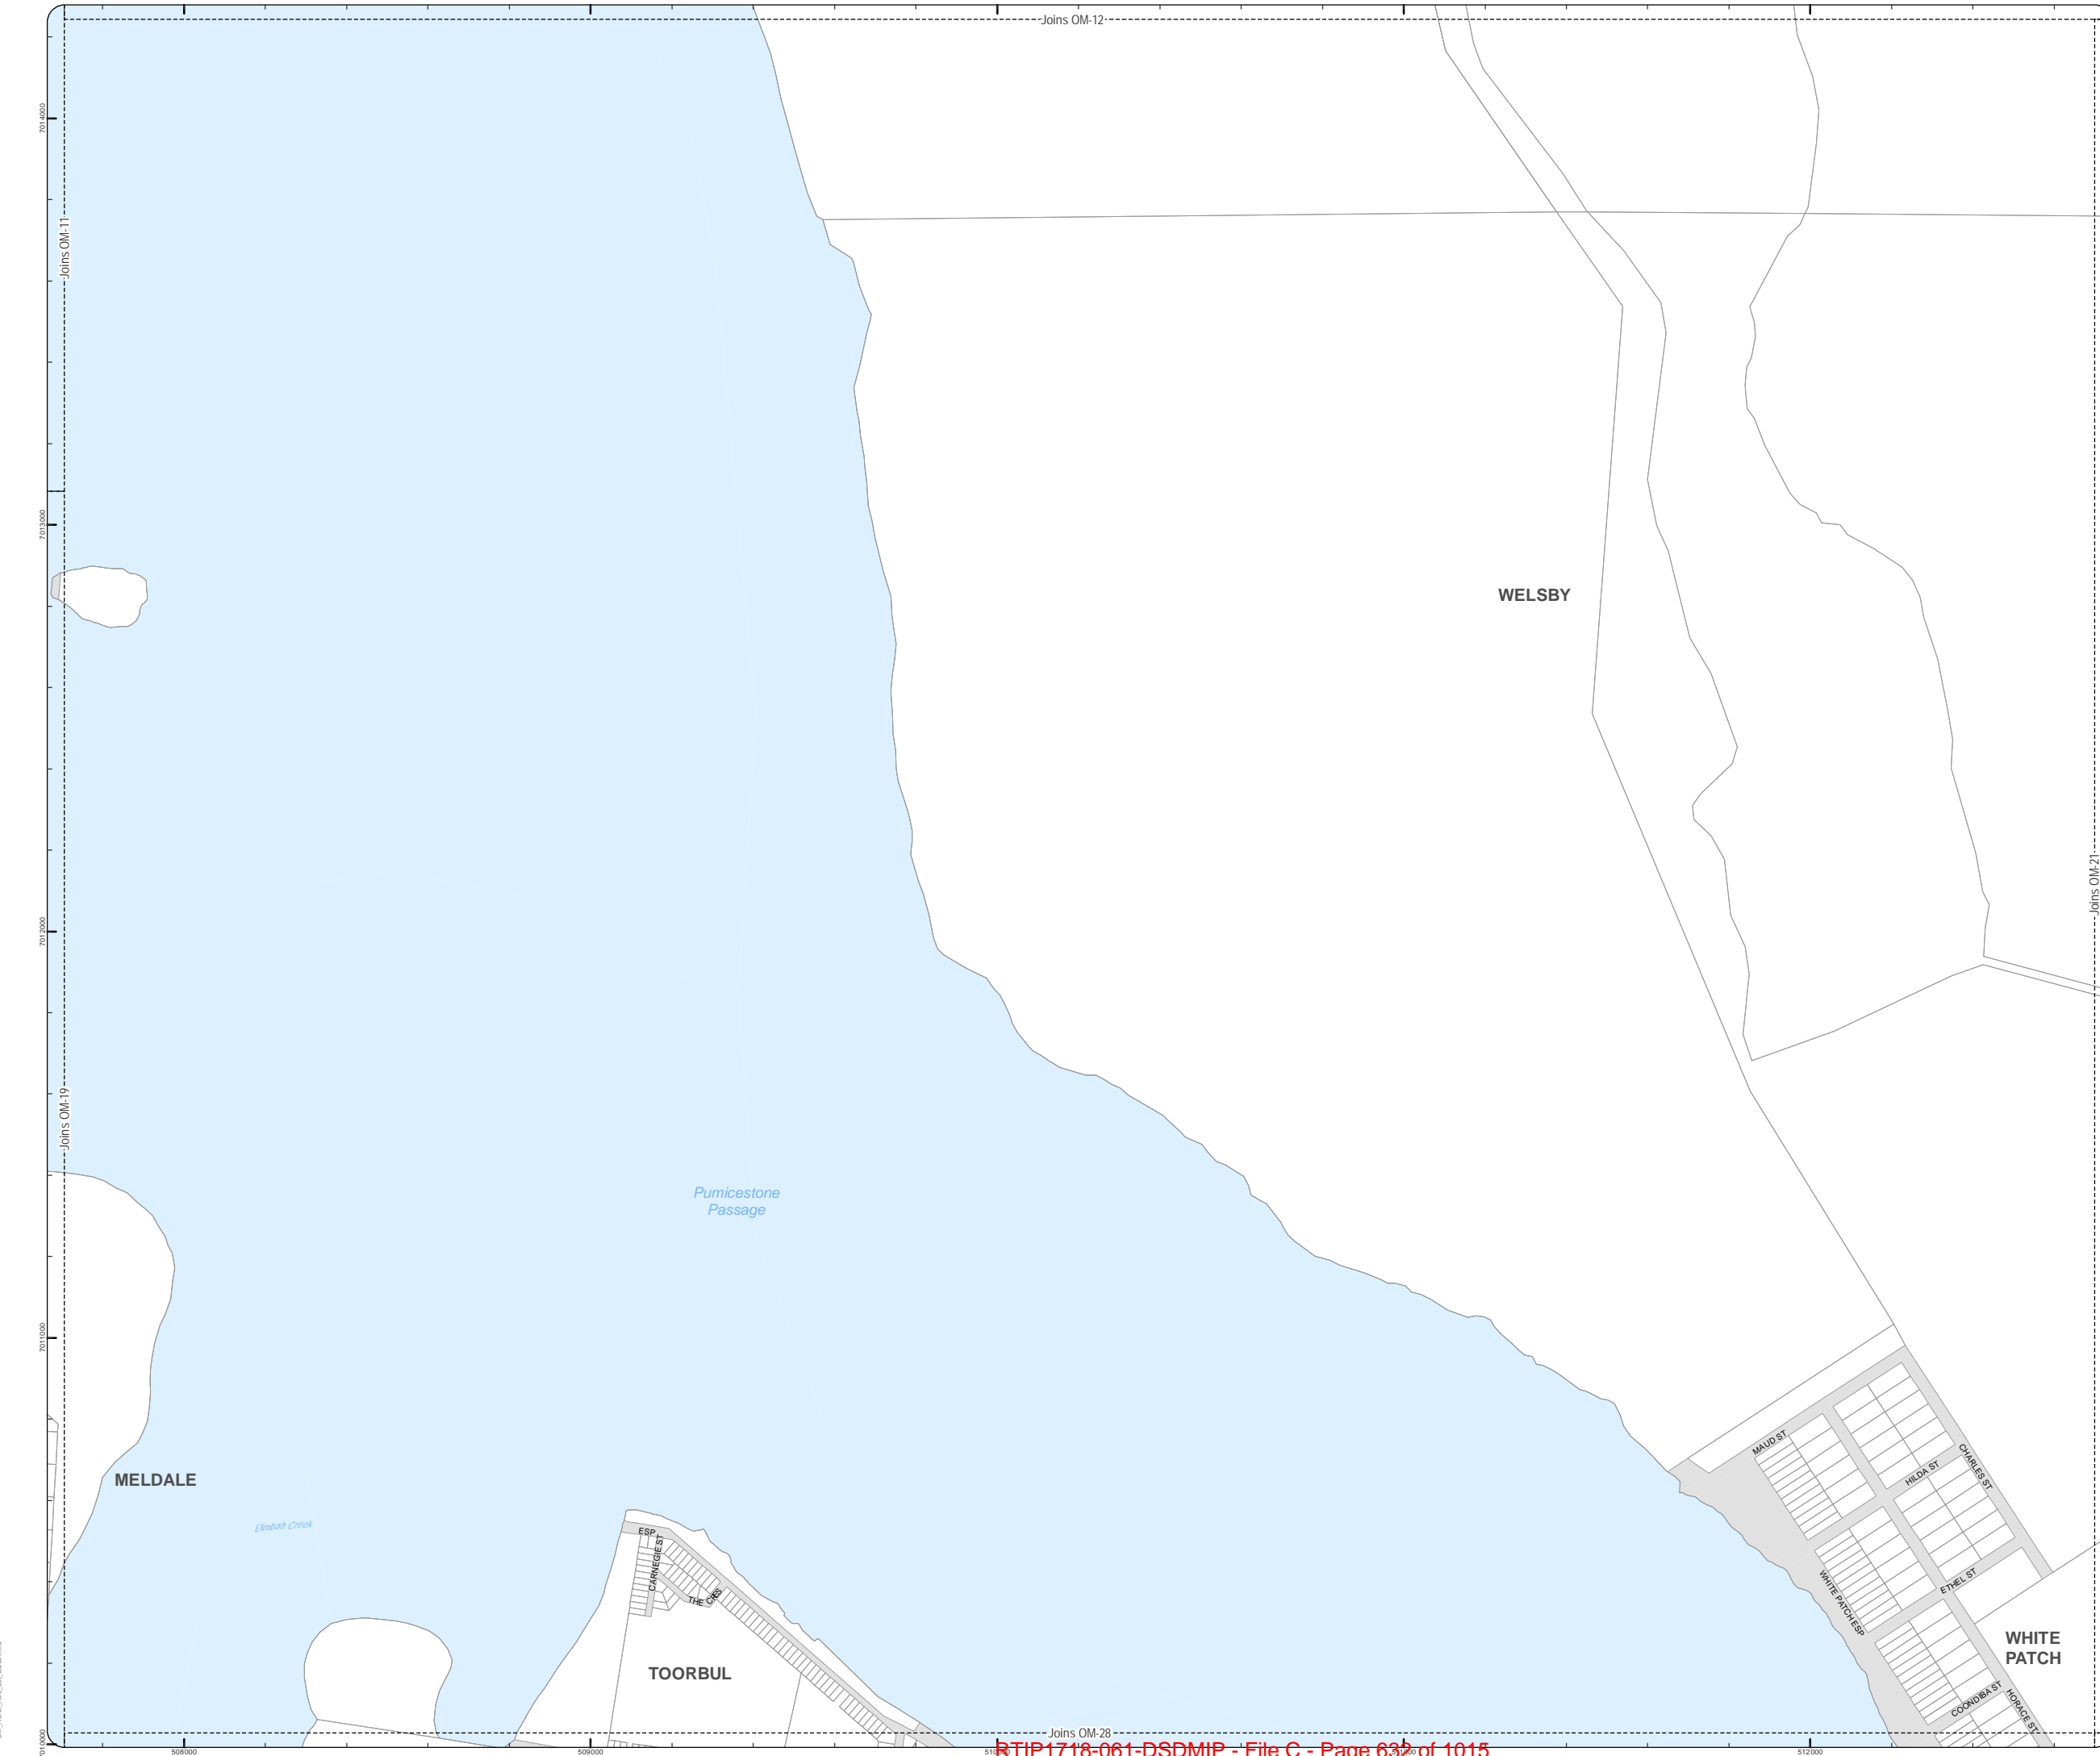 Joins OM-12
7014000
Joins OM-11
7013000
WELSBY
7012000
Joins OM-21
Joins OM-19
Pumicestone
Passage
7011000
MELDALE
Elimbah Creek
MAUD ST
HILDA ST
CHARLES ST
ESP
CARNEGIE ST
THE CRES
ETHEL ST
WHITE PATCH ESP
WHITE
PATCH
TOORBUL
COONDIBA ST
HORACE ST
Joins OM-28
RTIP1718-061-DSDMIP - File C - Page 632 of 1015
508000
509000
512000